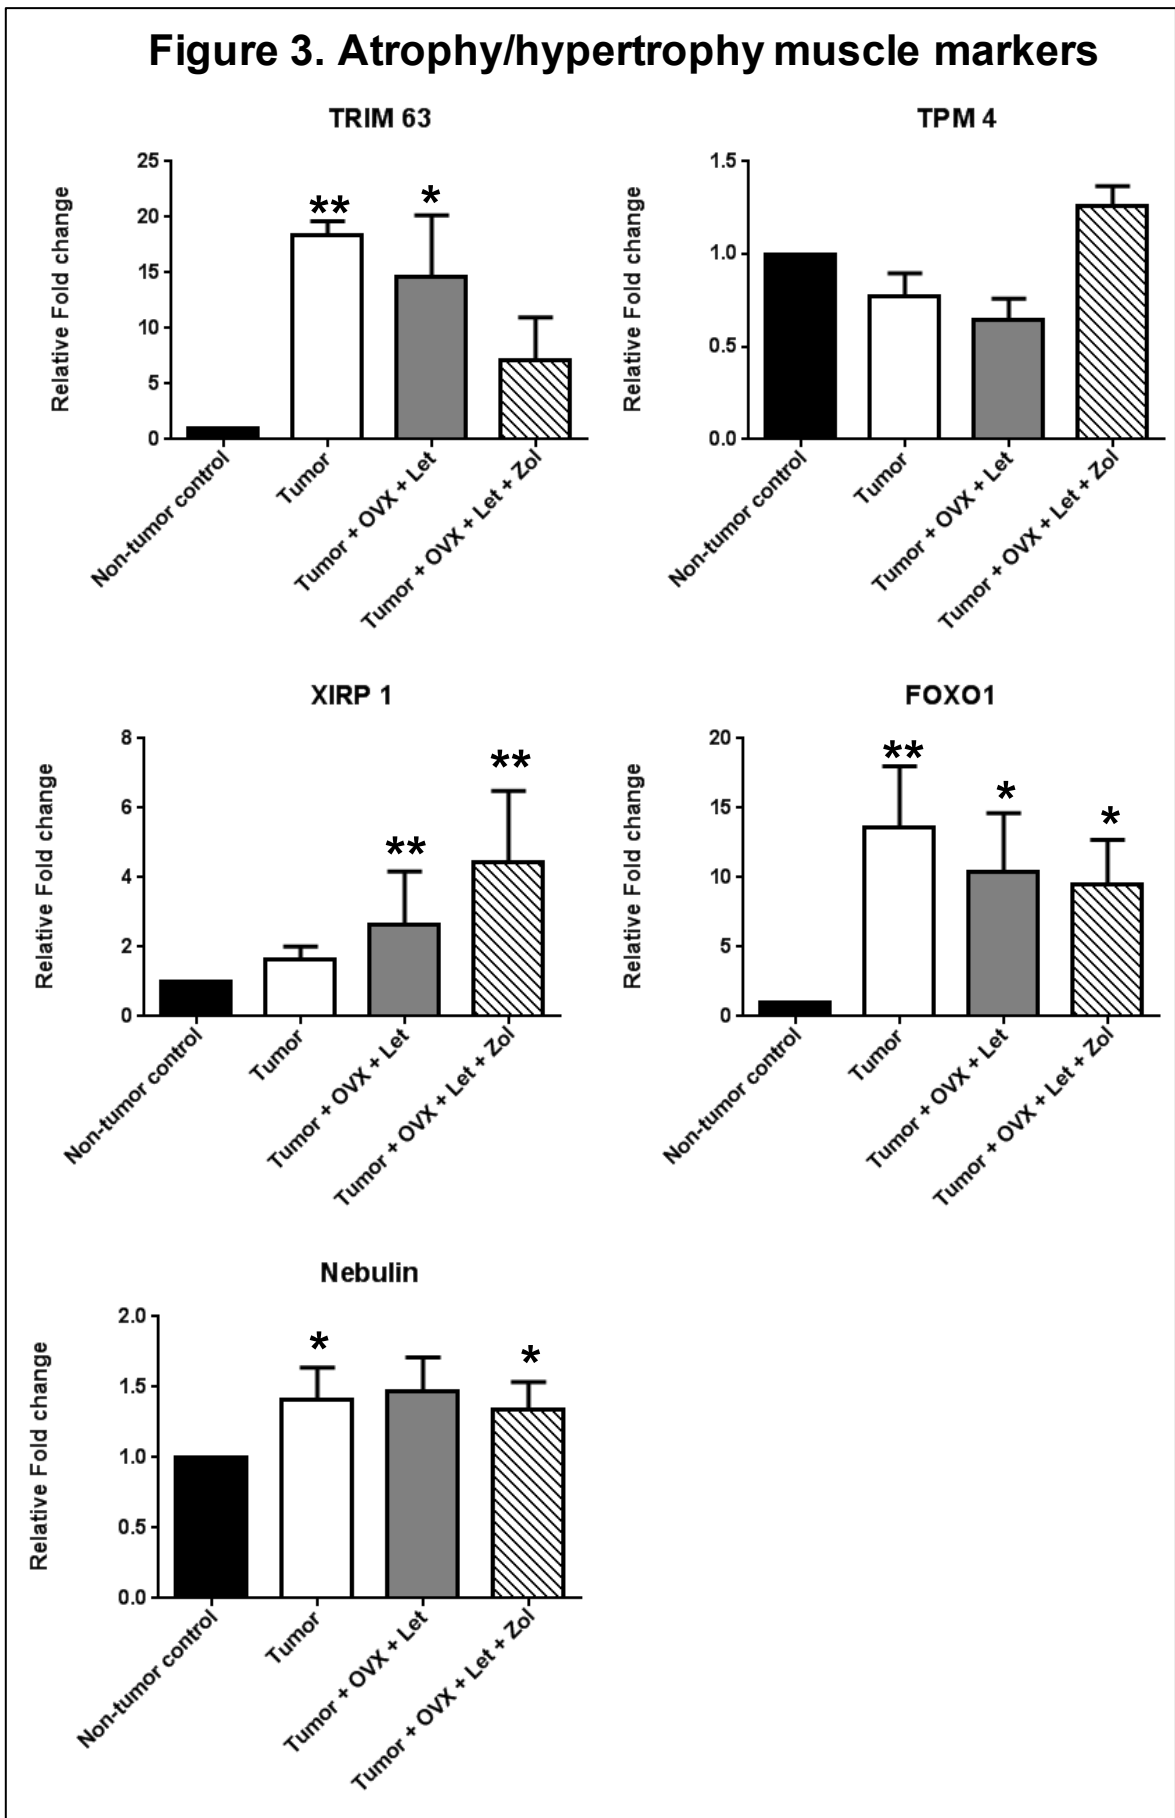 Figure 3. Atrophy/hypertrophy muscle markers
TRIM 63
Relative Fold change
25
20
15
10
5
0
**
*
Non-tumor control
Tumor
Tumor + OVX + Let
Tumor + OVX + Let + Zol
TPM 4
Relative Fold change
1.5
1.0
0.5
0.0
Non-tumor control
Tumor
Tumor + OVX + Let
Tumor + OVX + Let + Zol
XIRP 1
Relative Fold change
8
6
4
2
0
**
**
Non-tumor control
Tumor
Tumor + OVX + Let
Tumor + OVX + Let + Zol
FOXO1
Relative Fold change
20
15
10
5
0
**
*
*
Non-tumor control
Tumor
Tumor + OVX + Let
Tumor + OVX + Let + Zol
Nebulin
Relative Fold change
2.0
1.5
1.0
0.5
0.0
*
*
Non-tumor control
Tumor
Tumor + OVX + Let
Tumor + OVX + Let + Zol